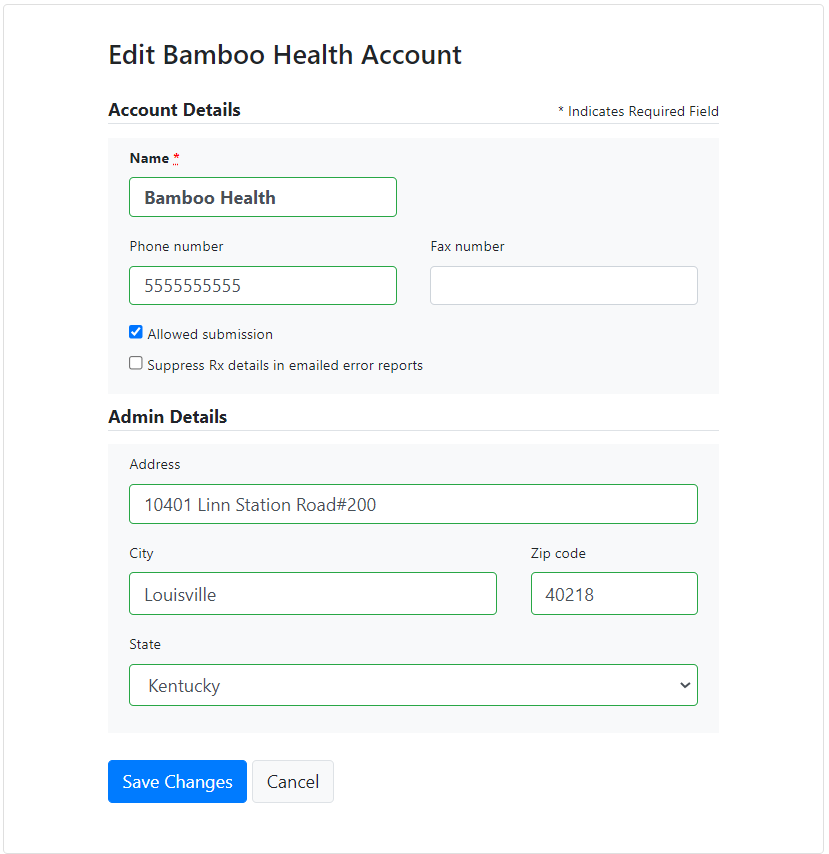 Edit Bamboo Health Account
Account Details
* Indicates Required Field
Name *
Bamboo Health
Phone number
Fax number
5555555555
Allowed submission
Suppress Rx details in emailed error reports
Admin Details
Address
10401 Linn Station Road#200
City
Zip code
Louisville
40218
State
Kentucky
Save Changes
Cancel